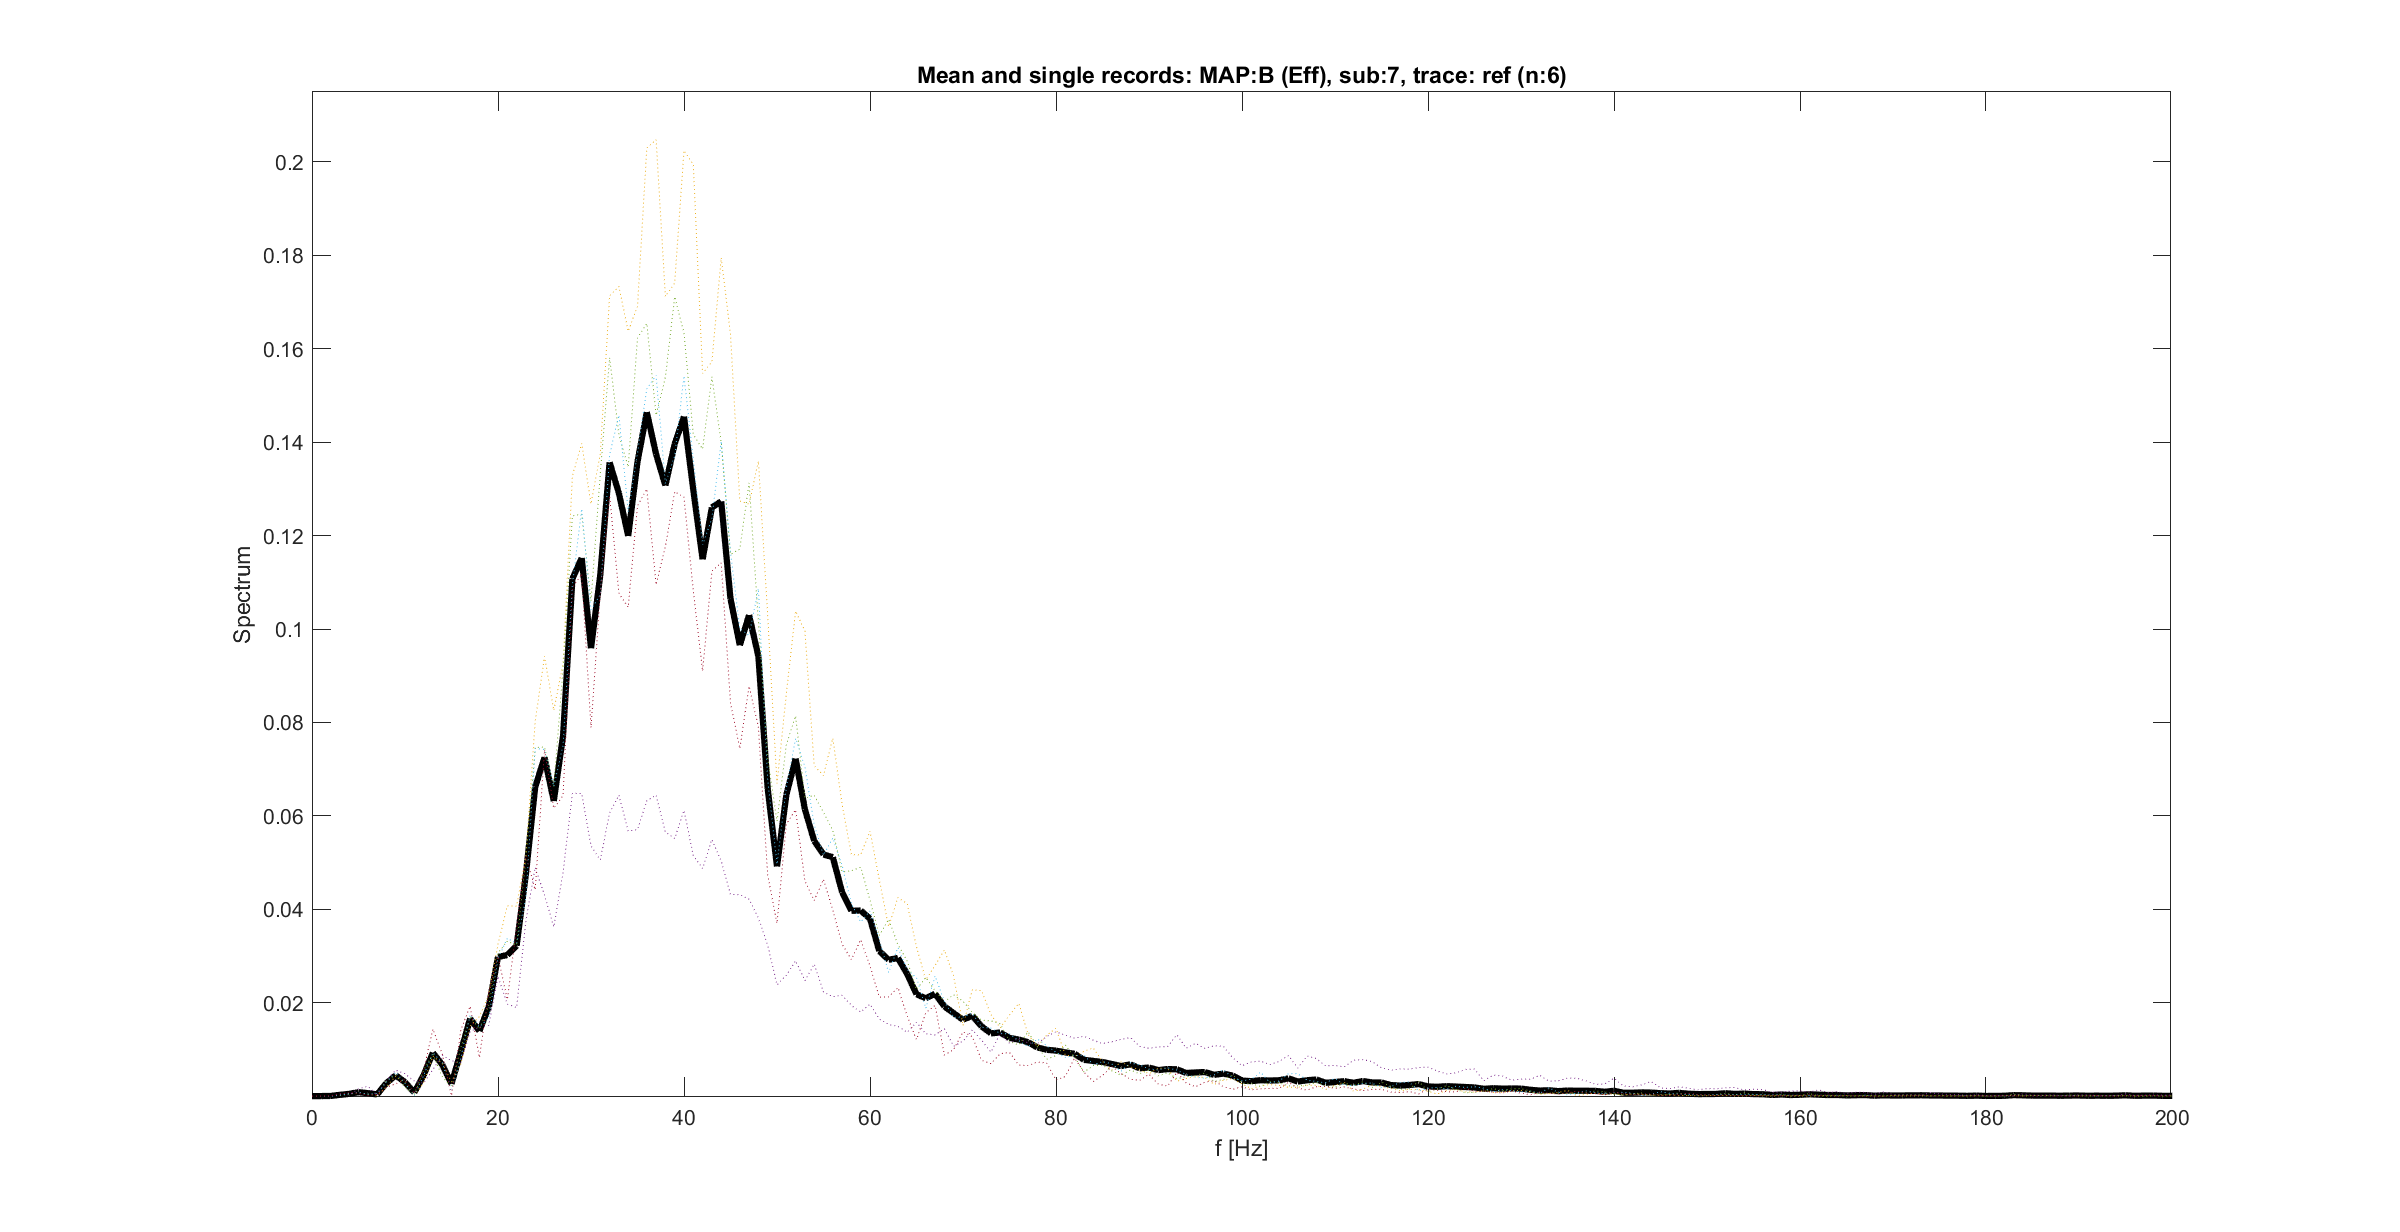 Mean and single records: MAP:B (Eff), sub:7, trace: ref (n:6)
0.2
0.18
0.16
0.14
0.12
0.1
0.08
0.06
0.04
0.02
Spectrum
0 20 40 60 80 100 120 140 160 180 200
f [Hz]